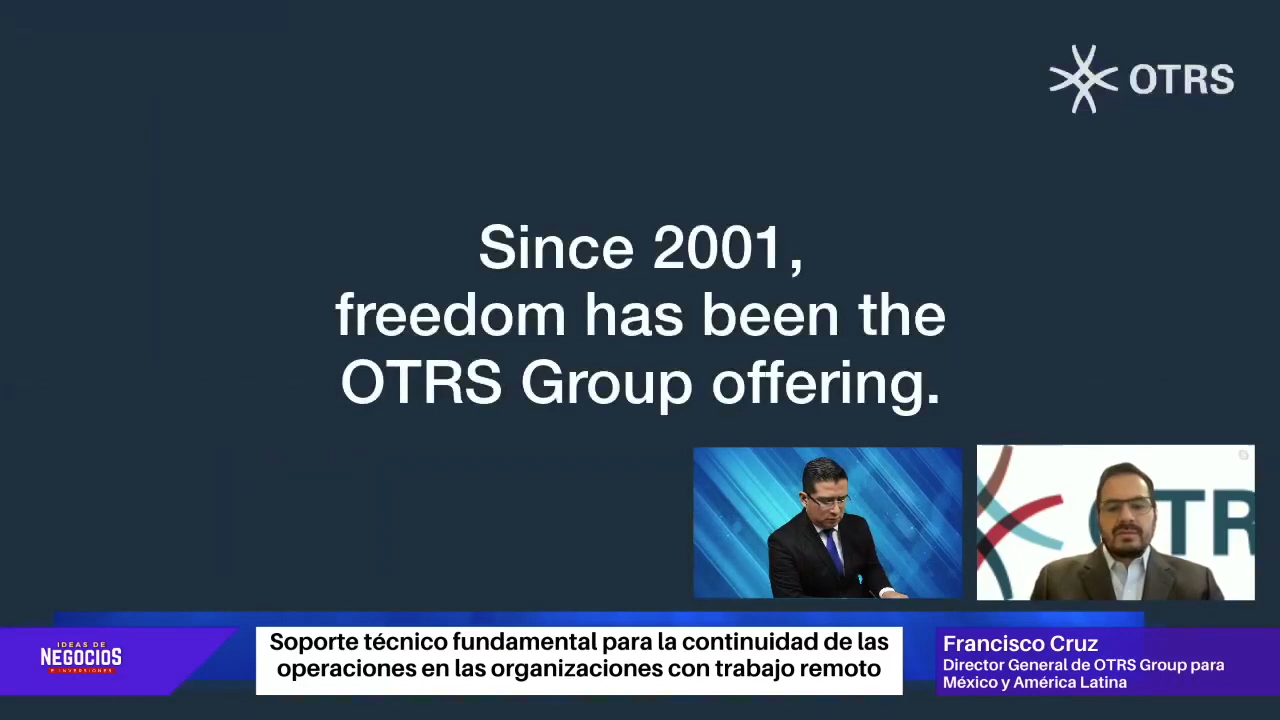 OTRS
Since 2001,
freedom has been the
OTRS Group offering.
OTR
IDEAS DE
NEGOCIOS
E INVERSIONES
Soporte técnico fundamental para la continuidad de las
operaciones en las organizaciones con trabajo remoto
Francisco Cruz
Director General de OTRS Group para
México y América Latina